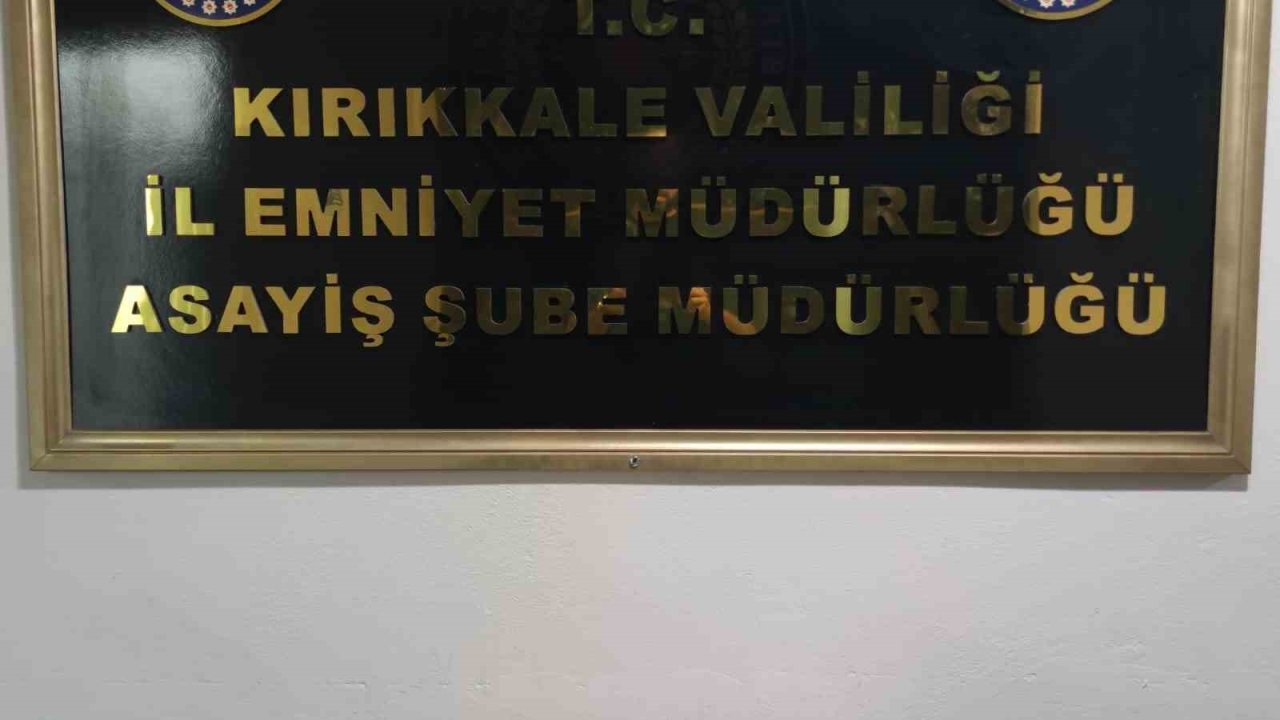 T.C.
KIRIKKALE VALİLİĞİ
İL EMNİYET MÜDÜRLÜĞÜ
ASAYİŞ ŞUBE MÜDÜRLÜĞÜ